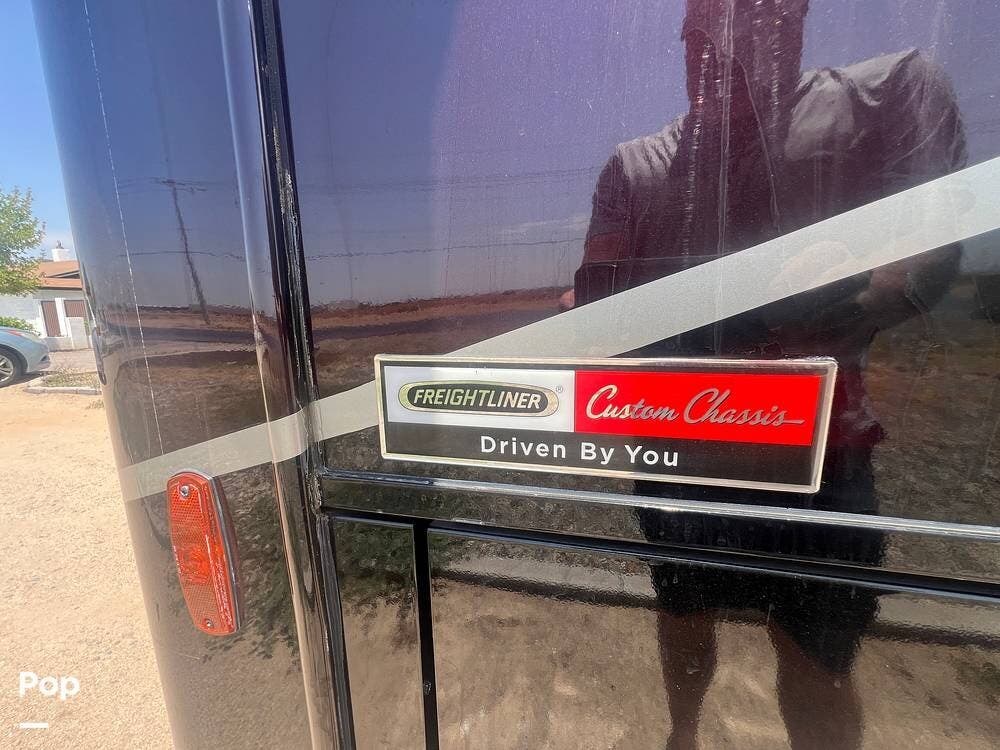 FREIGHTLINER® Custom Chassis
Driven By You
Pop